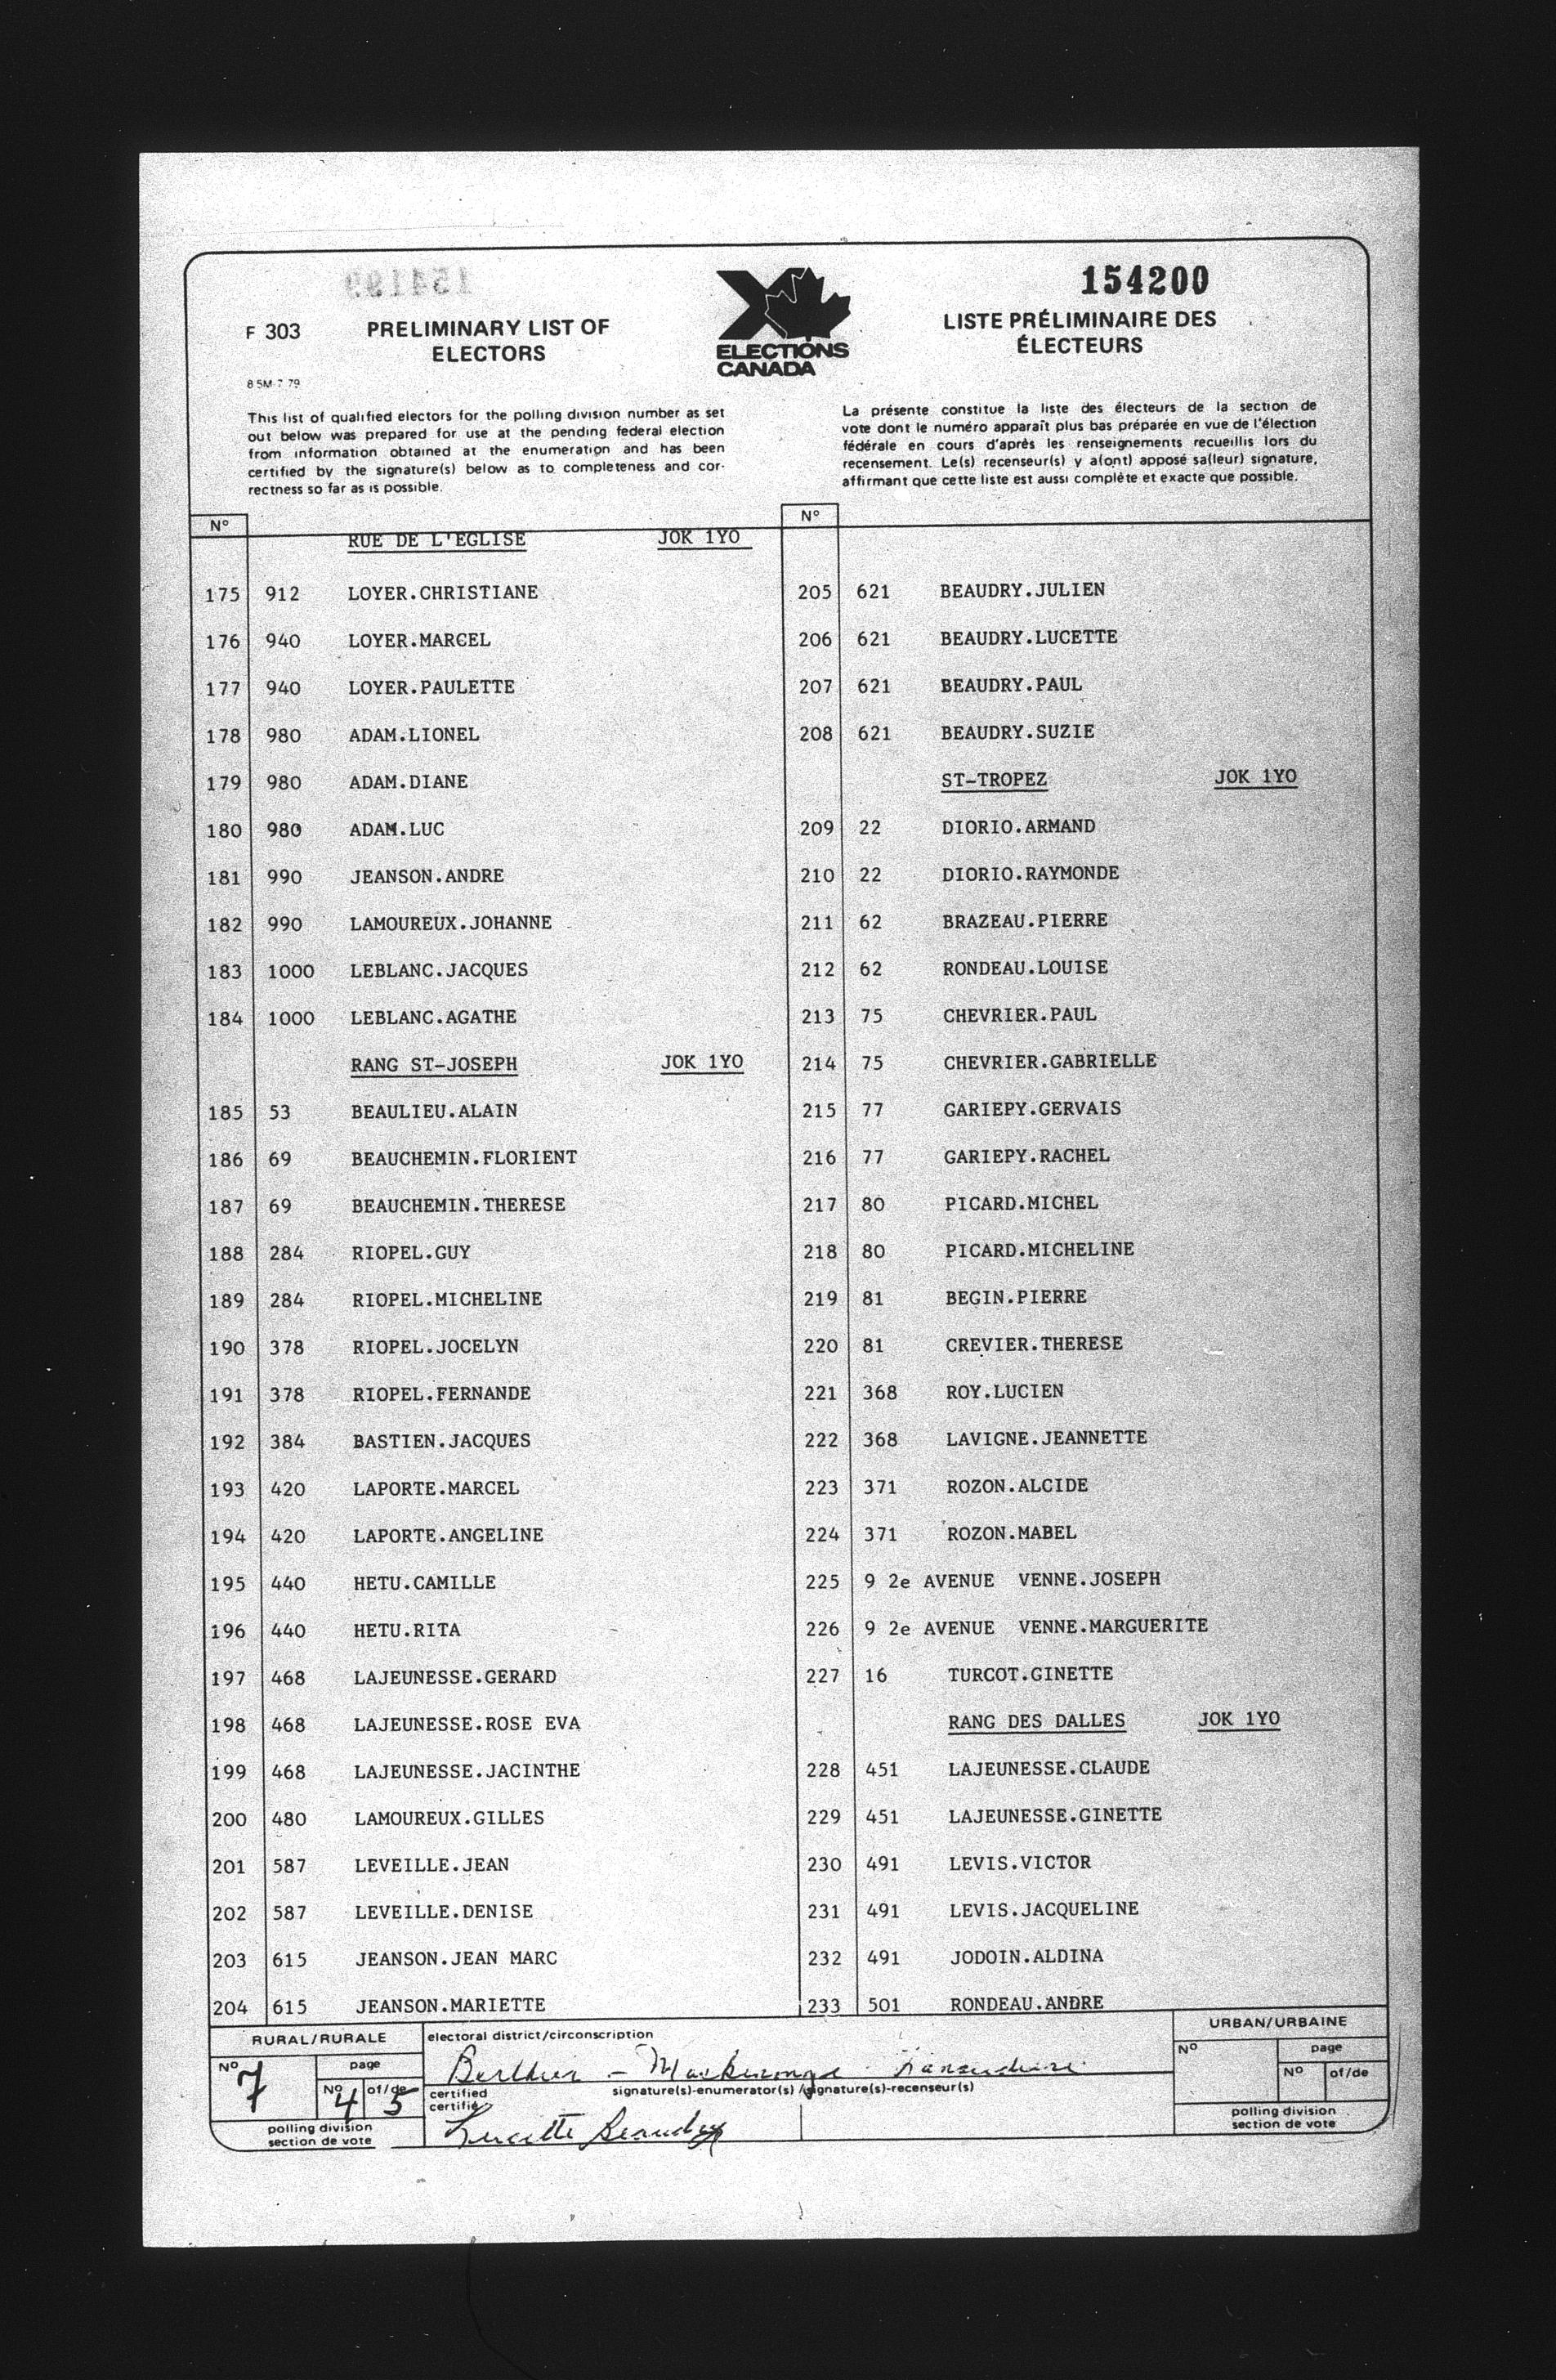 154200
F 303
PRELIMINARY LIST OF
ELECTORS
ELECTIONS
CANADA
LISTE PRÉLIMINAIRE DES
ÉLECTEURS
8 5M-7 79
This list of qualified electors for the polling division number as set
out below was prepared for use at the pending federal election
from information obtained at the enumeration and has been
certified by the signature(s) below as to completeness and cor-
rectness so far as is possible.
La présente constitue la liste des électeurs de la section de
vote dont le numéro apparaît plus bas préparée en vue de l'élection
fédérale en cours d'après les renseignements recueillis lors du
recensement. Le(s) recenseur(s) y a(ont) apposé sa(leur) signature,
affirmant que cette liste est aussi complète et exacte que possible.
Nº
RUE DE L'EGLISE JOK 1YO
175 912 LOYER.CHRISTIANE
176 940 LOYER.MARCEL
177 940 LOYER.PAULETTE
178 980 ADAM.LIONEL
179 980 ADAM.DIANE
180 980 ADAM.LUC
181 990 JEANSON.ANDRE
182 990 LAMOUREUX.JOHANNE
183 1000 LEBLANC.JACQUES
184 1000 LEBLANC.AGATHE
RANG ST-JOSEPH JOK 1YO
185 53 BEAULIEU.ALAIN
186 69 BEAUCHEMIN.FLORIENT
187 69 BEAUCHEMIN.THERESE
188 284 RIOPEL.GUY
189 284 RIOPEL.MICHELINE
190 378 RIOPEL.JOCELYN
191 378 RIOPEL.FERNANDE
192 384 BASTIEN.JACQUES
193 420 LAPORTE.MARCEL
194 420 LAPORTE.ANGELINE
195 440 HETU.CAMILLE
196 440 HETU.RITA
197 468 LAJEUNESSE.GERARD
198 468 LAJEUNESSE.ROSE EVA
199 468 LAJEUNESSE.JACINTHE
200 480 LAMOUREUX.GILLES
201 587 LEVEILLE.JEAN
202 587 LEVEILLE.DENISE
203 615 JEANSON.JEAN MARC
204 615 JEANSON.MARIETTE
Nº
205 621 BEAUDRY.JULIEN
206 621 BEAUDRY.LUCETTE
207 621 BEAUDRY.PAUL
208 621 BEAUDRY.SUZIE
ST-TROPEZ JOK 1YO
209 22 DIORIO.ARMAND
210 22 DIORIO.RAYMONDE
211 62 BRAZEAU.PIERRE
212 62 RONDEAU.LOUISE
213 75 CHEVRIER.PAUL
214 75 CHEVRIER.GABRIELLE
215 77 GARIEPY.GERVAIS
216 77 GARIEPY.RACHEL
217 80 PICARD.MICHEL
218 80 PICARD.MICHELINE
219 81 BEGIN.PIERRE
220 81 CREVIER.THERESE
221 368 ROY.LUCIEN
222 368 LAVIGNE.JEANNETTE
223 371 ROZON.ALCIDE
224 371 ROZON.MABEL
225 9 2e AVENUE VENNE.JOSEPH
226 9 2e AVENUE VENNE.MARGUERITE
227 16 TURCOT.GINETTE
RANG DES DALLES JOK 1YO
228 451 LAJEUNESSE.CLAUDE
229 451 LAJEUNESSE.GINETTE
230 491 LEVIS.VICTOR
231 491 LEVIS.JACQUELINE
232 491 JODOIN.ALDINA
233 501 RONDEAU.ANDRE
RURAL/RURALE
Nº 7
page
Nº 4 of/de 5
polling division
section de vote
electoral district/circonscription
Berthier -
certified
certifié
signature(s)-enumerator(s)/signature(s)-recenseur(s)
Lucette Beaudry
URBAN/URBAINE
Nº
page
Nº of/de
polling division
section de vote